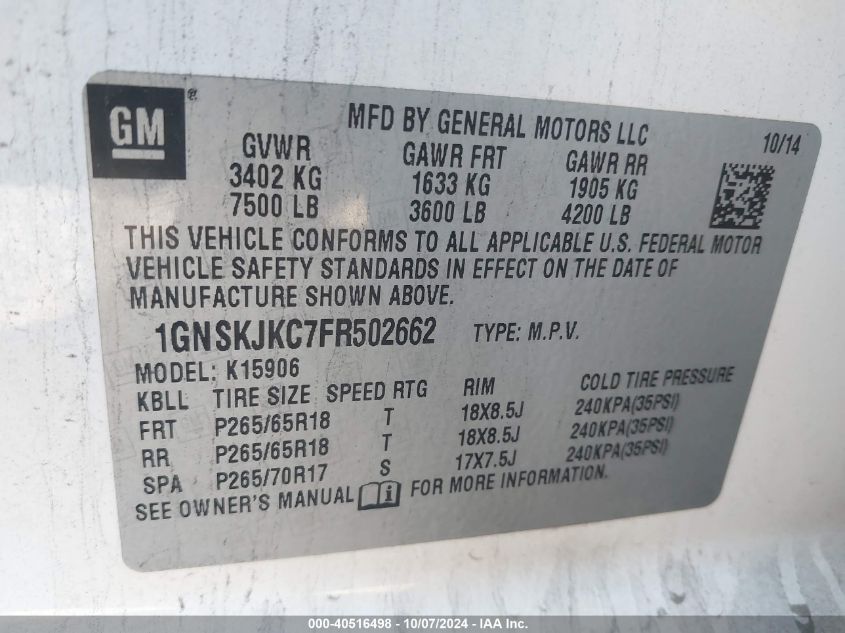 GM ®
MFD BY GENERAL MOTORS LLC 10/14
GVWR GAWR FRT GAWR RR
3402 KG 1633 KG 1905 KG
7500 LB 3600 LB 4200 LB
THIS VEHICLE CONFORMS TO ALL APPLICABLE U.S. FEDERAL MOTOR
VEHICLE SAFETY STANDARDS IN EFFECT ON THE DATE OF
MANUFACTURE SHOWN ABOVE.
1GNSKJKC7FR502662 TYPE: M.P.V.
MODEL: K15906
KBLL TIRE SIZE SPEED RTG RIM COLD TIRE PRESSURE
FRT P265/65R18 T 18X8.5J 240KPA(35PSI)
RR P265/65R18 T 18X8.5J 240KPA(35PSI)
SPA P265/70R17 S 17X7.5J 240KPA(35PSI)
SEE OWNER'S MANUAL i FOR MORE INFORMATION.
000-40516498 - 10/07/2024 - IAA Inc.